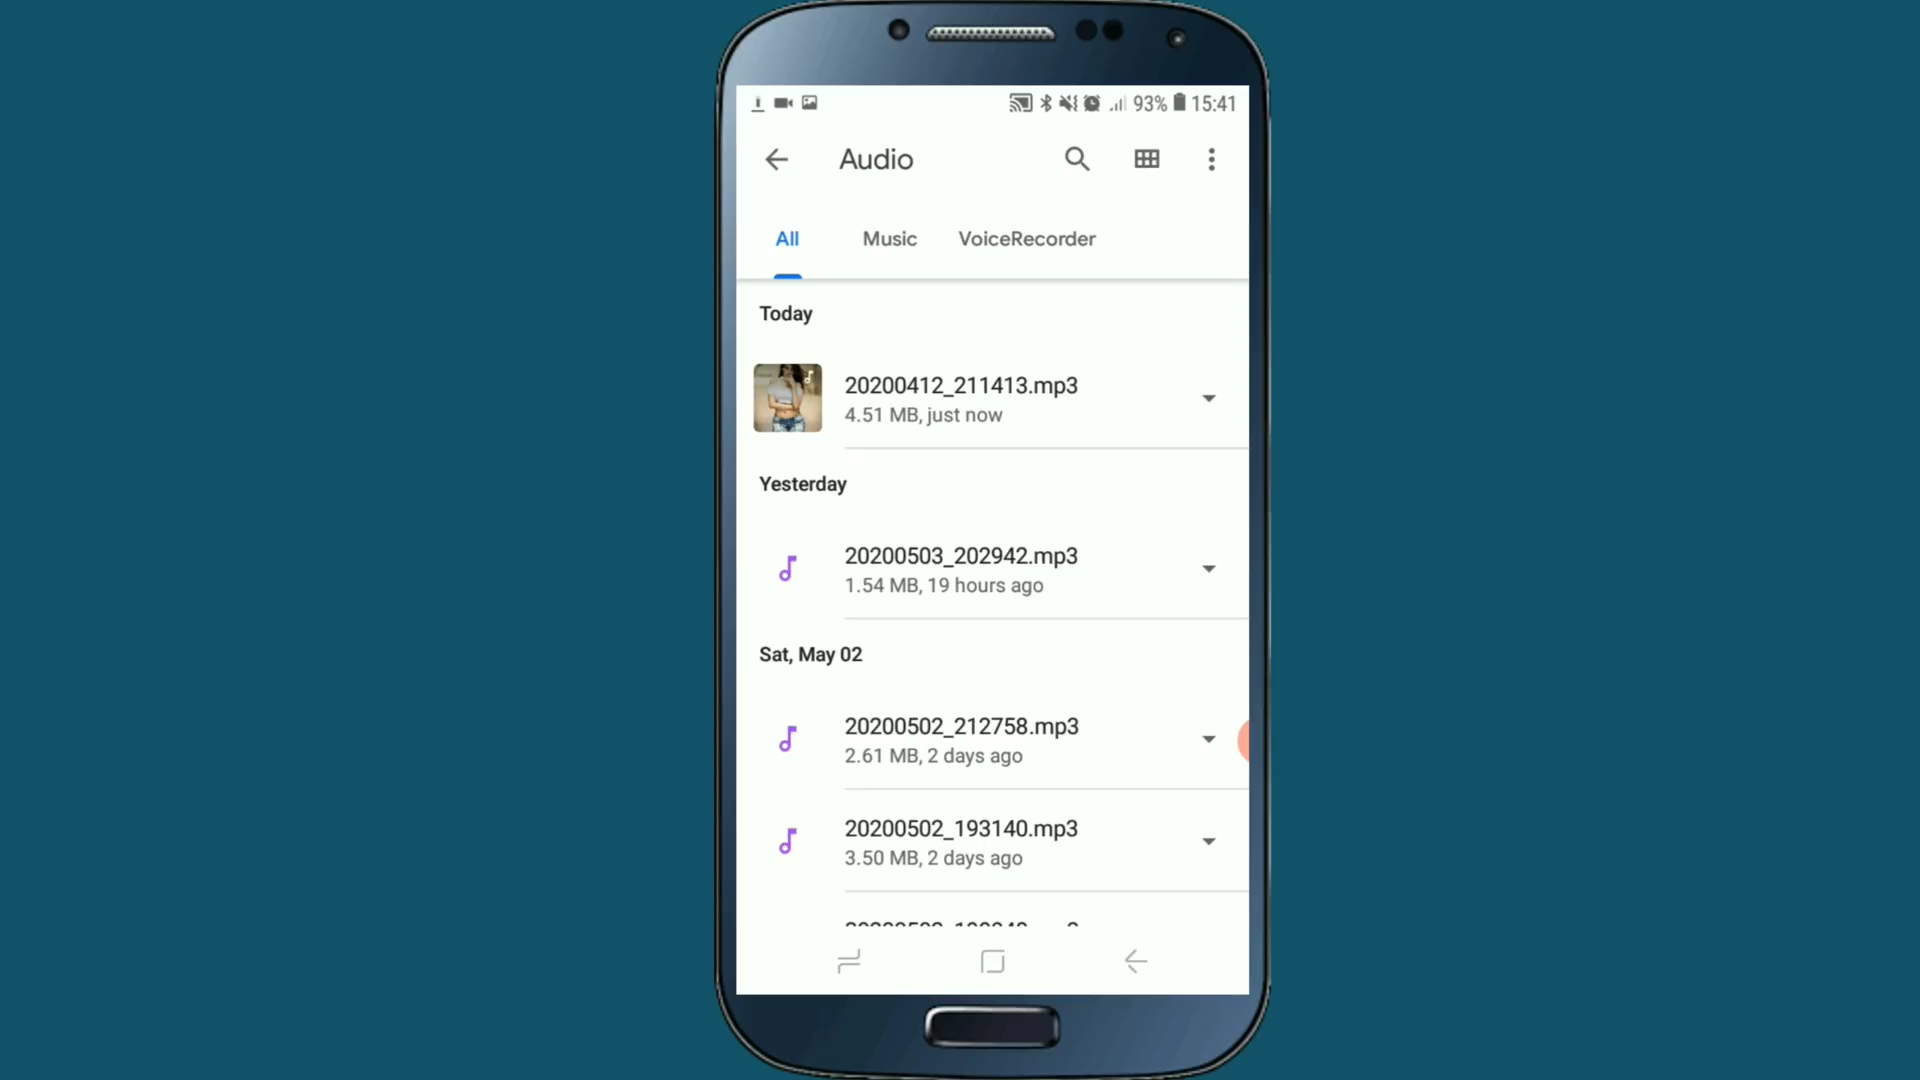 93% 15:41
Audio
All Music VoiceRecorder
Today
20200412_211413.mp3
4.51 MB, just now
Yesterday
20200503_202942.mp3
1.54 MB, 19 hours ago
Sat, May 02
20200502_212758.mp3
2.61 MB, 2 days ago
20200502_193140.mp3
3.50 MB, 2 days ago